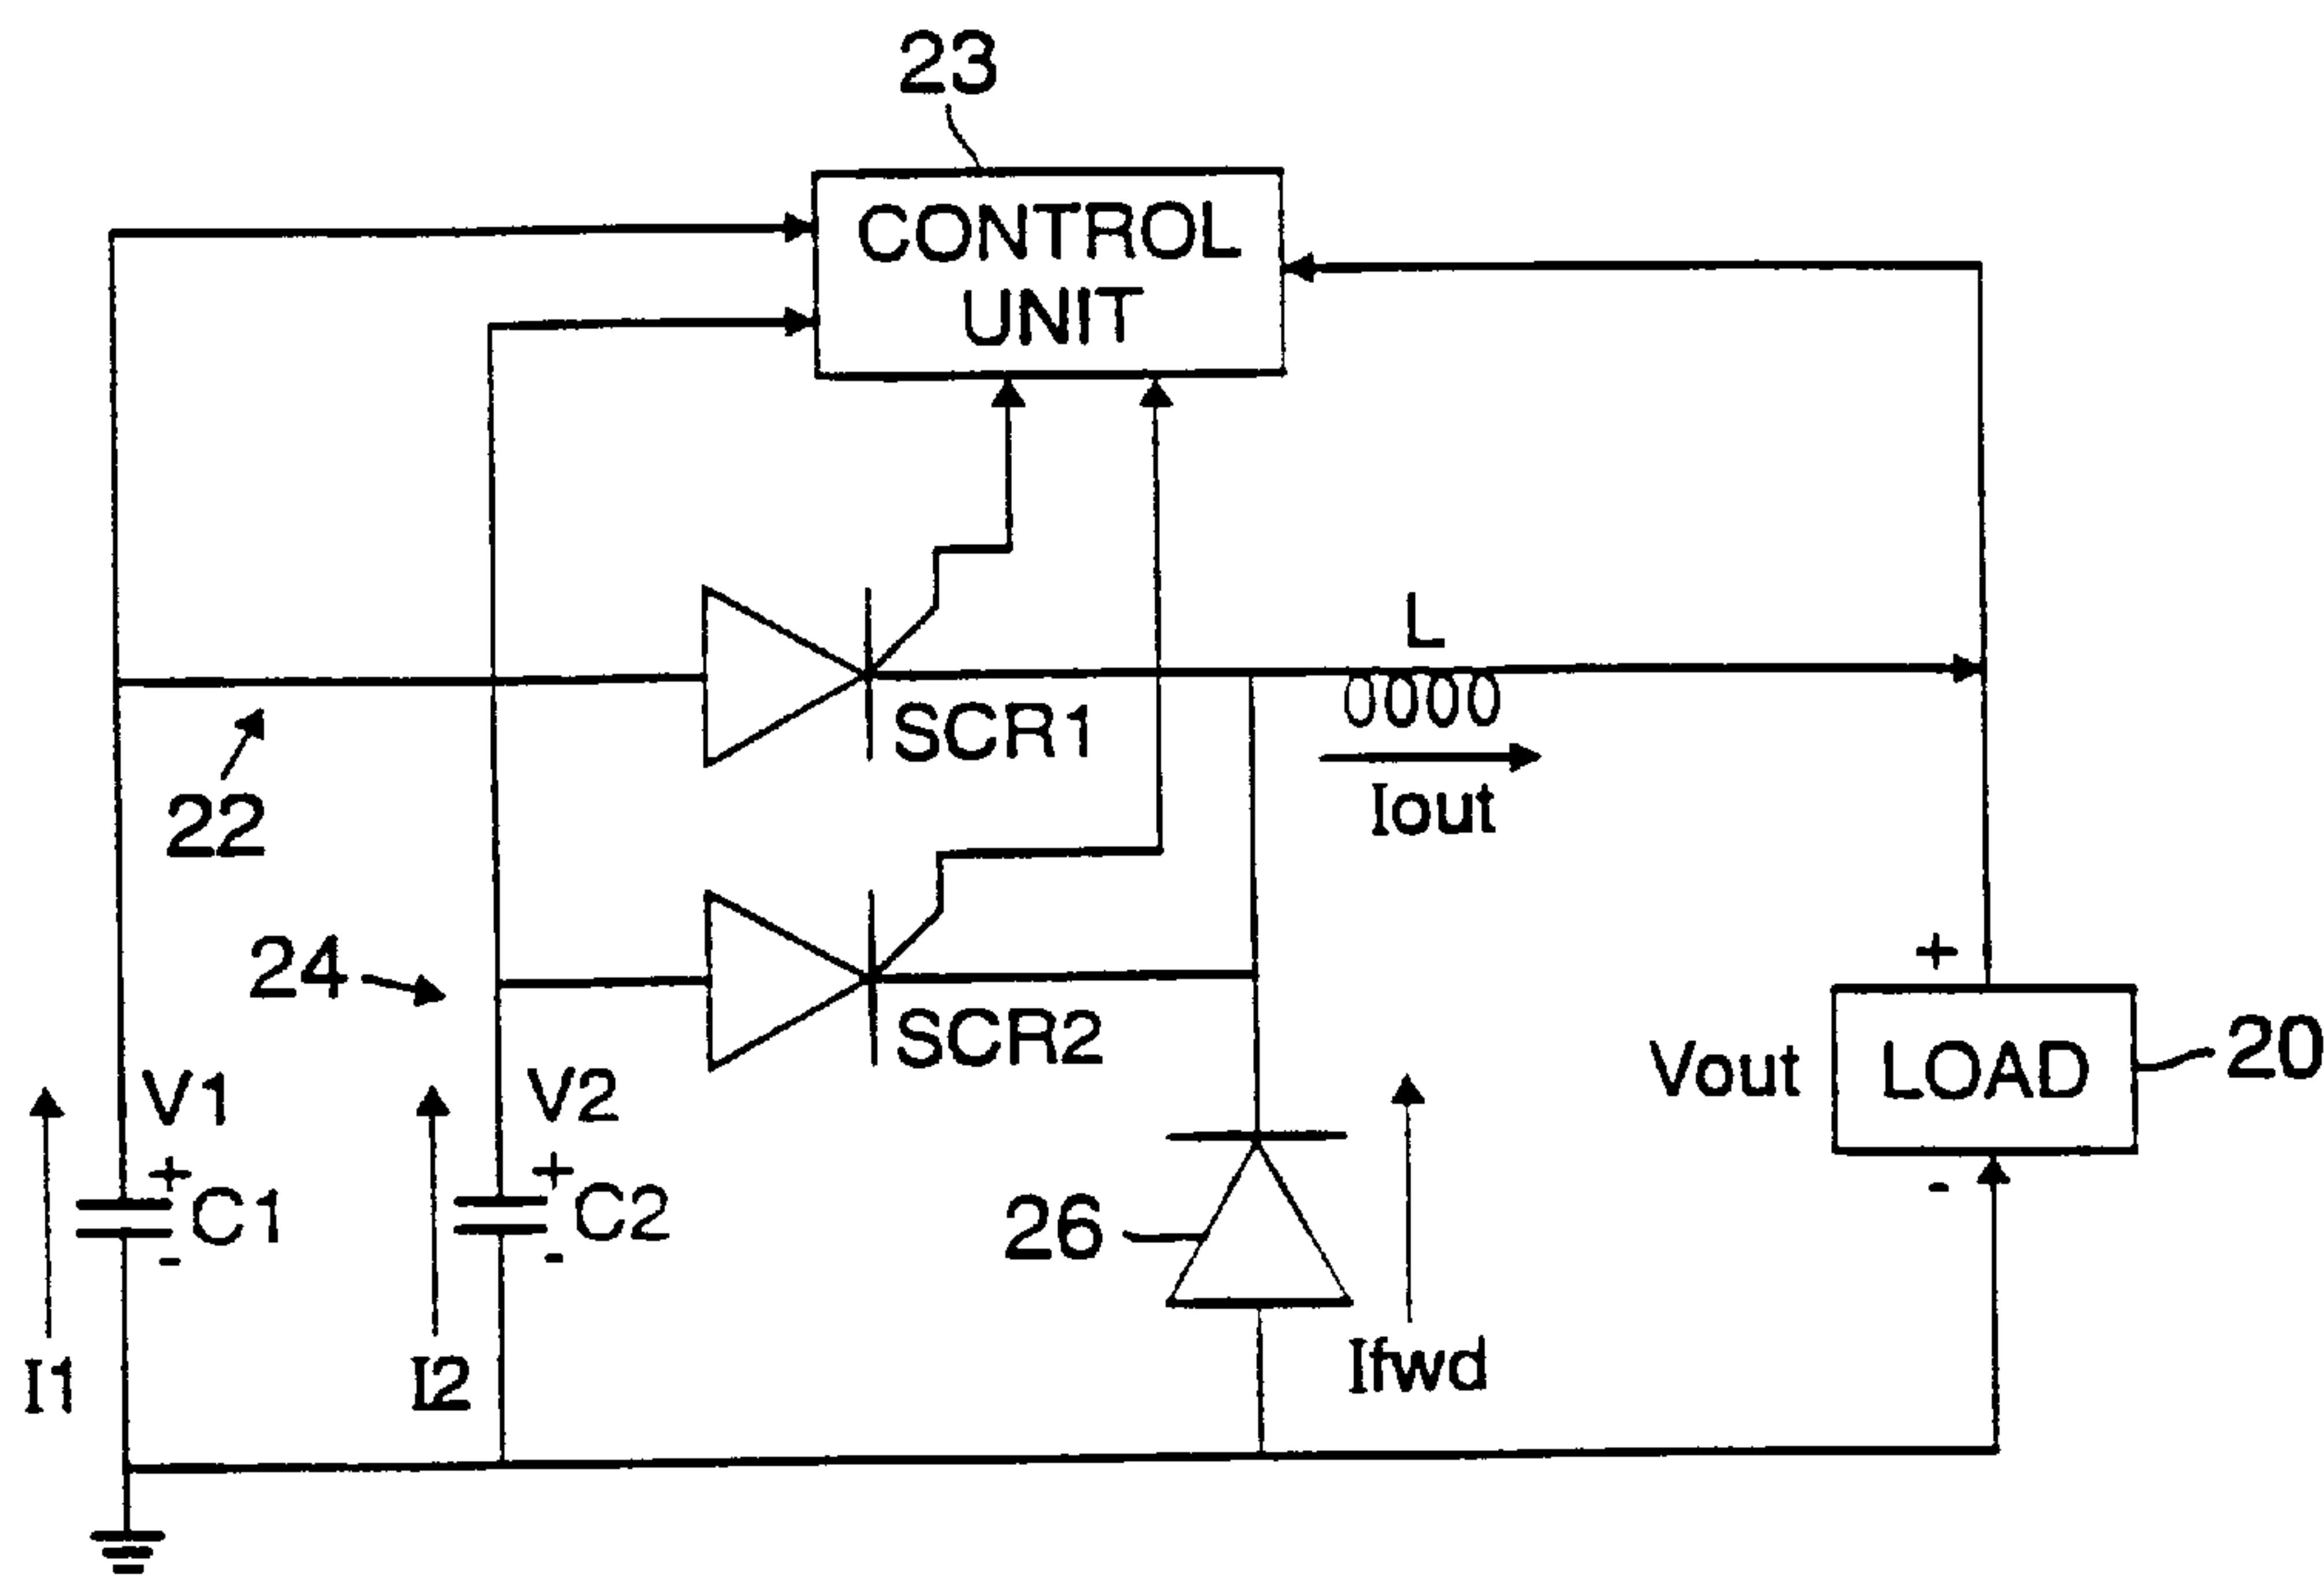 23
CONTROL
UNIT
L
SCR1
22
Iout
24
+
SCR2
Vout
LOAD
20
V1
V2
+
+
C1
C2
-
-
-
26
I1
I2
Ifwd